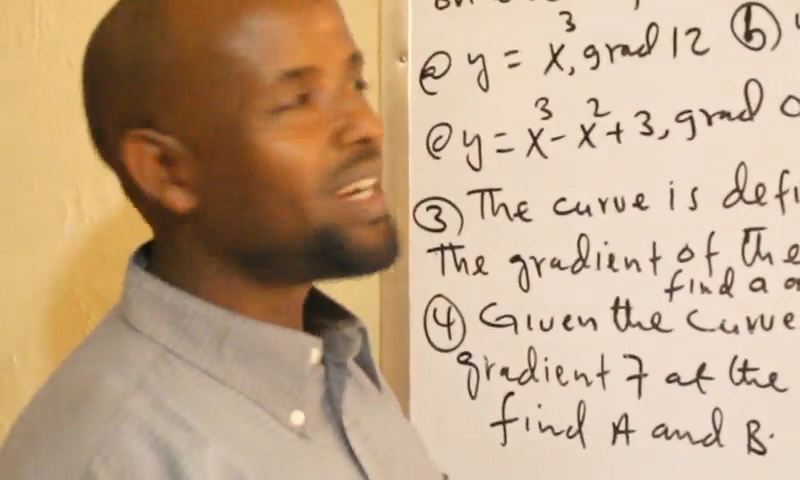 ⓐ y = x³, grad 12 ⓑ
ⓒ y = x³ - x² + 3, grad 0
③ The curve is defi
the gradient of the
find a
④ Given the curve
gradient 7 at the
find A and B.